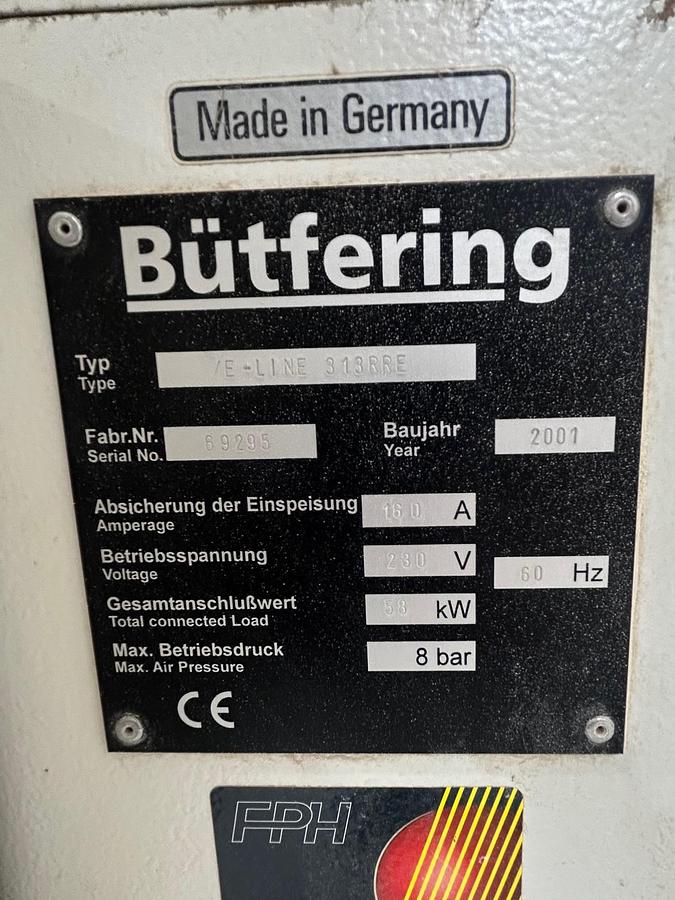 Made in Germany
Bütfering
Typ /E-LINE 313RRE
Type
Fabr.Nr. 69295 Baujahr 2001
Serial No. Year
Absicherung der Einspeisung 160 A
Amperage
Betriebsspannung 230 V 60 Hz
Voltage
Gesamtanschlußwert 58 kW
Total connected Load
Max. Betriebsdruck 8 bar
Max. Air Pressure
CE
FPH